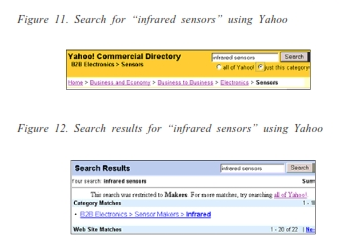 Figure 11. Search for “infrared sensors” using Yahoo
Yahoo! Commercial Directory
B2B Electronics > Sensors
infrared sensors
Search
all of Yahoo! just this category
Home > Business and Economy > Business to Business > Electronics > Sensors
Figure 12. Search results for “infrared sensors” using Yahoo
Search Results
infrared sensors
Search
Your search: infrared sensors
Sum
This search was restricted to Makers. For more matches, try searching all of Yahoo!
Category Matches
1 -
B2B Electronics > Sensor Makers > Infrared
Web Site Matches
1 - 20 of 22 | Ne